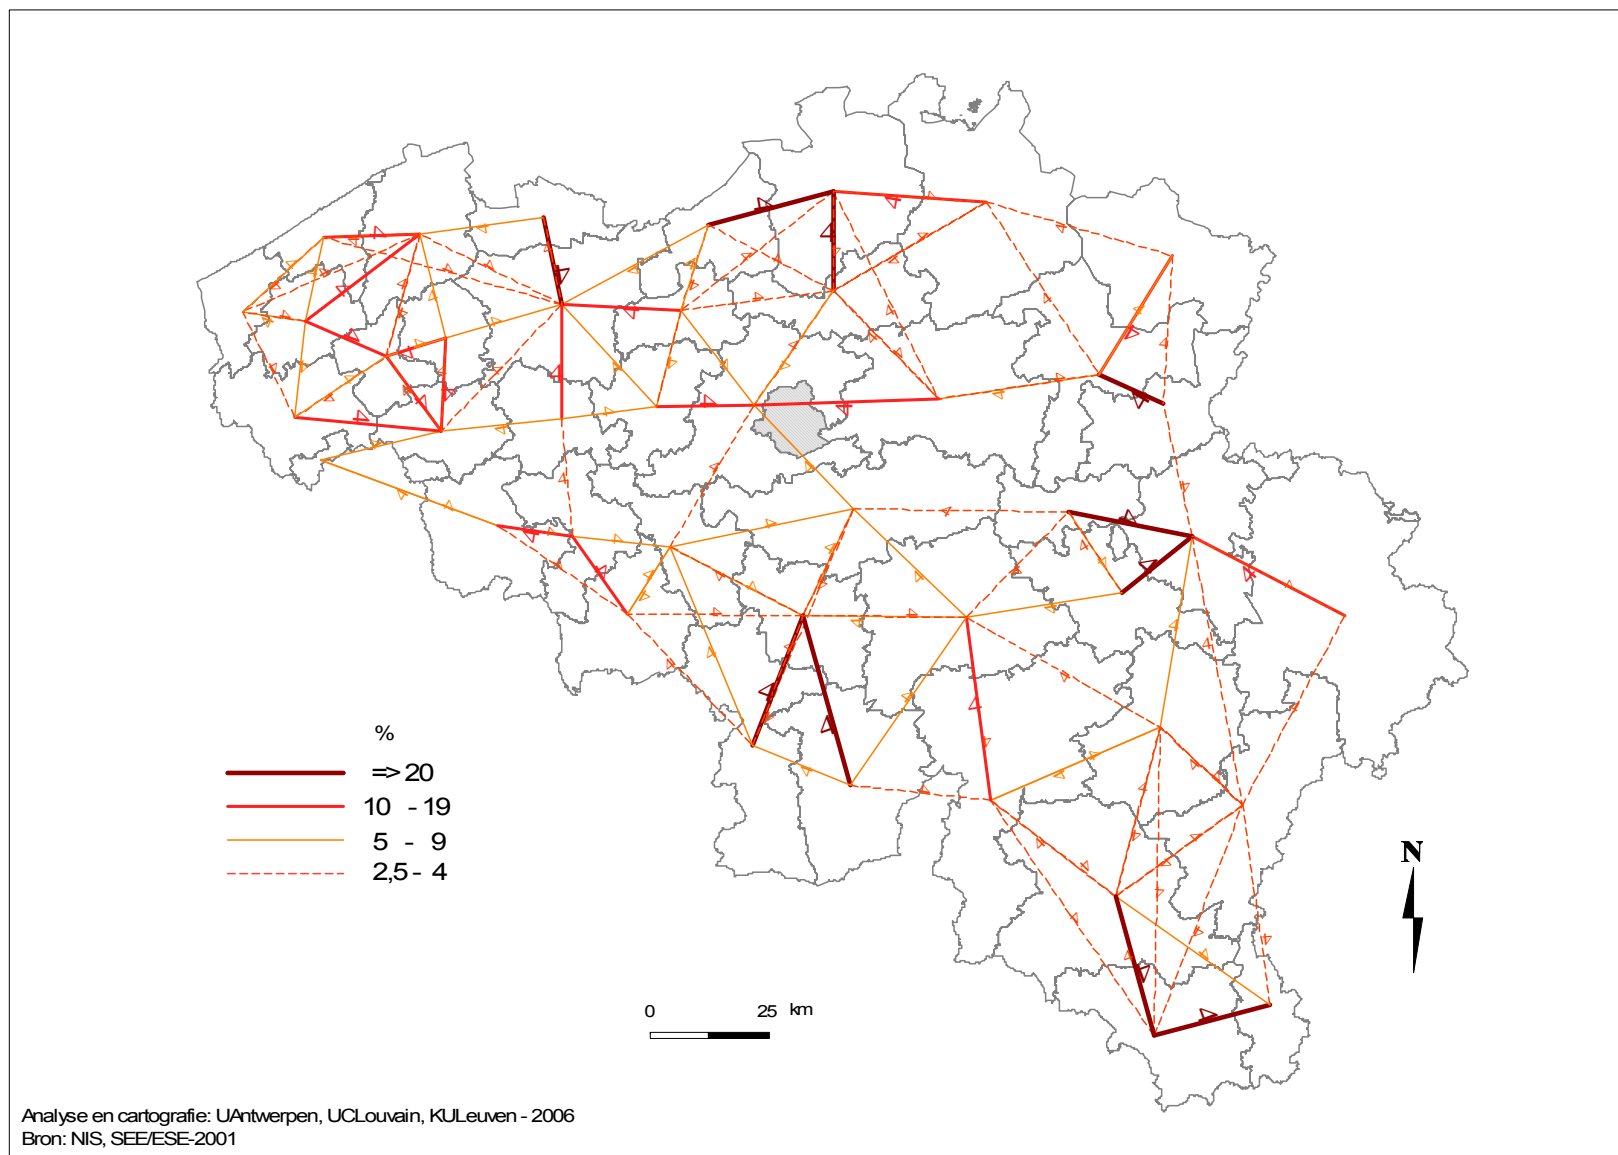 %
=> 20
10 - 19
5 - 9
2,5 - 4
N
0 25 km
Analyse en cartografie: UAntwerpen, UCLouvain, KULeuven - 2006
Bron: NIS, SEE/ESE-2001